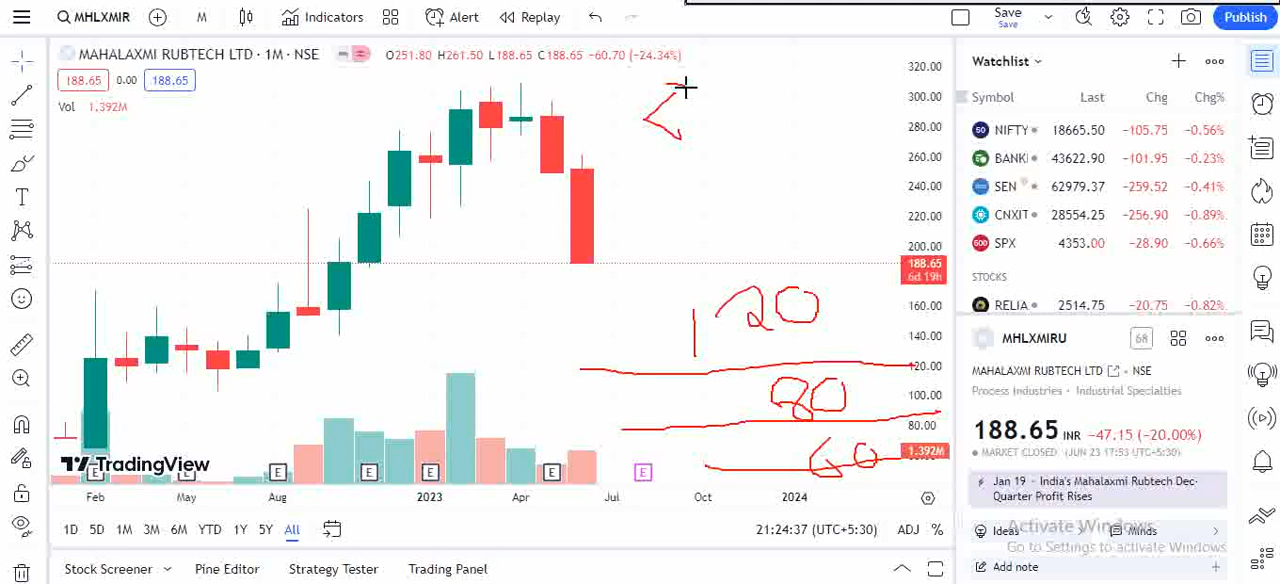 MHLXMIR
M
Indicators
Alert
Replay
Save
Save
Publish
MAHALAXMI RUBTECH LTD · 1M · NSE
O251.80 H261.50 L188.65 C188.65 -60.70 (-24.34%)
188.65 0.00 188.65
Vol 1.392M
320.00
300.00
280.00
260.00
240.00
220.00
200.00
188.65
6d 19h
160.00
140.00
120.00
100.00
80.00
1.392M
120
80
60
TradingView
E E E E E E E
Feb May Aug 2023 Apr Jul Oct 2024
1D 5D 1M 3M 6M YTD 1Y 5Y All
21:24:37 (UTC+5:30) ADJ %
Stock Screener Pine Editor Strategy Tester Trading Panel
Watchlist
Symbol Last Chg Chg%
50 NIFTY 18665.50 -105.75 -0.56%
BANKI 43622.90 -101.95 -0.23%
SEN 62979.37 -259.52 -0.41%
CNXIT 28554.25 -256.90 -0.89%
500 SPX 4353.00 -28.90 -0.66%
STOCKS
RELIA 2514.75 -20.75 -0.82%
MHLXMIRU 68
MAHALAXMI RUBTECH LTD · NSE
Process Industries · Industrial Specialties
188.65 INR -47.15 (-20.00%)
MARKET CLOSED (JUN 23 17:53 UTC+5:30)
Jan 19 · India's Mahalaxmi Rubtech Dec-
Quarter Profit Rises
Ideas Minds
Activate Windows
Go to Settings to activate Windows.
Add note